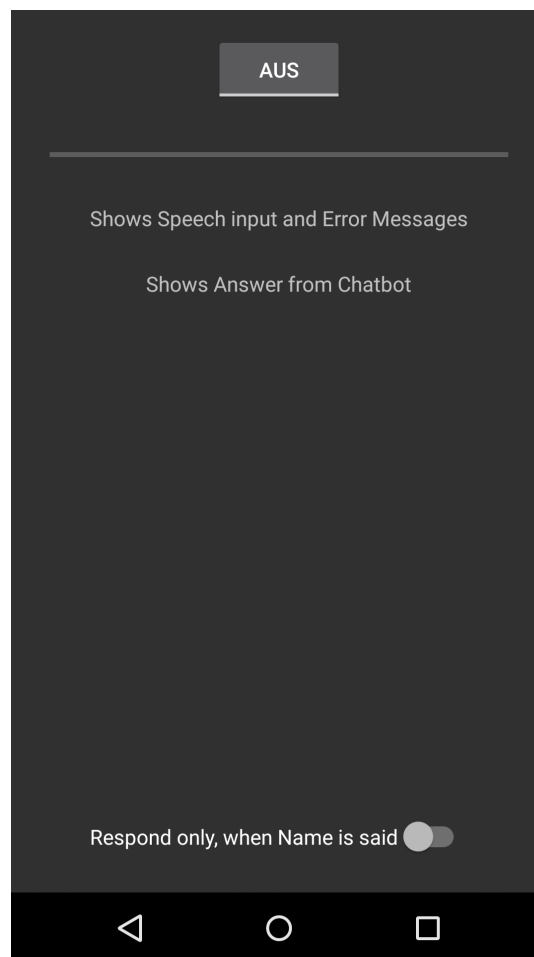 AUS
Shows Speech input and Error Messages
Shows Answer from Chatbot
Respond only, when Name is said